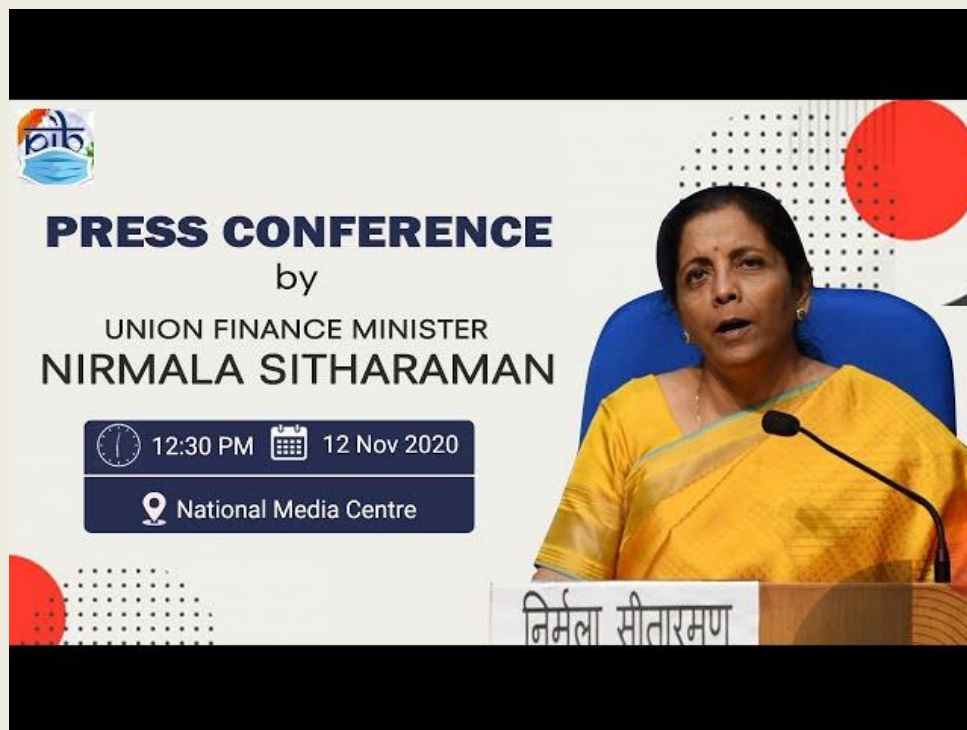 pib
PRESS CONFERENCE
by
UNION FINANCE MINISTER
NIRMALA SITHARAMAN
12:30 PM 12 Nov 2020
National Media Centre
निर्मला सीतारमण